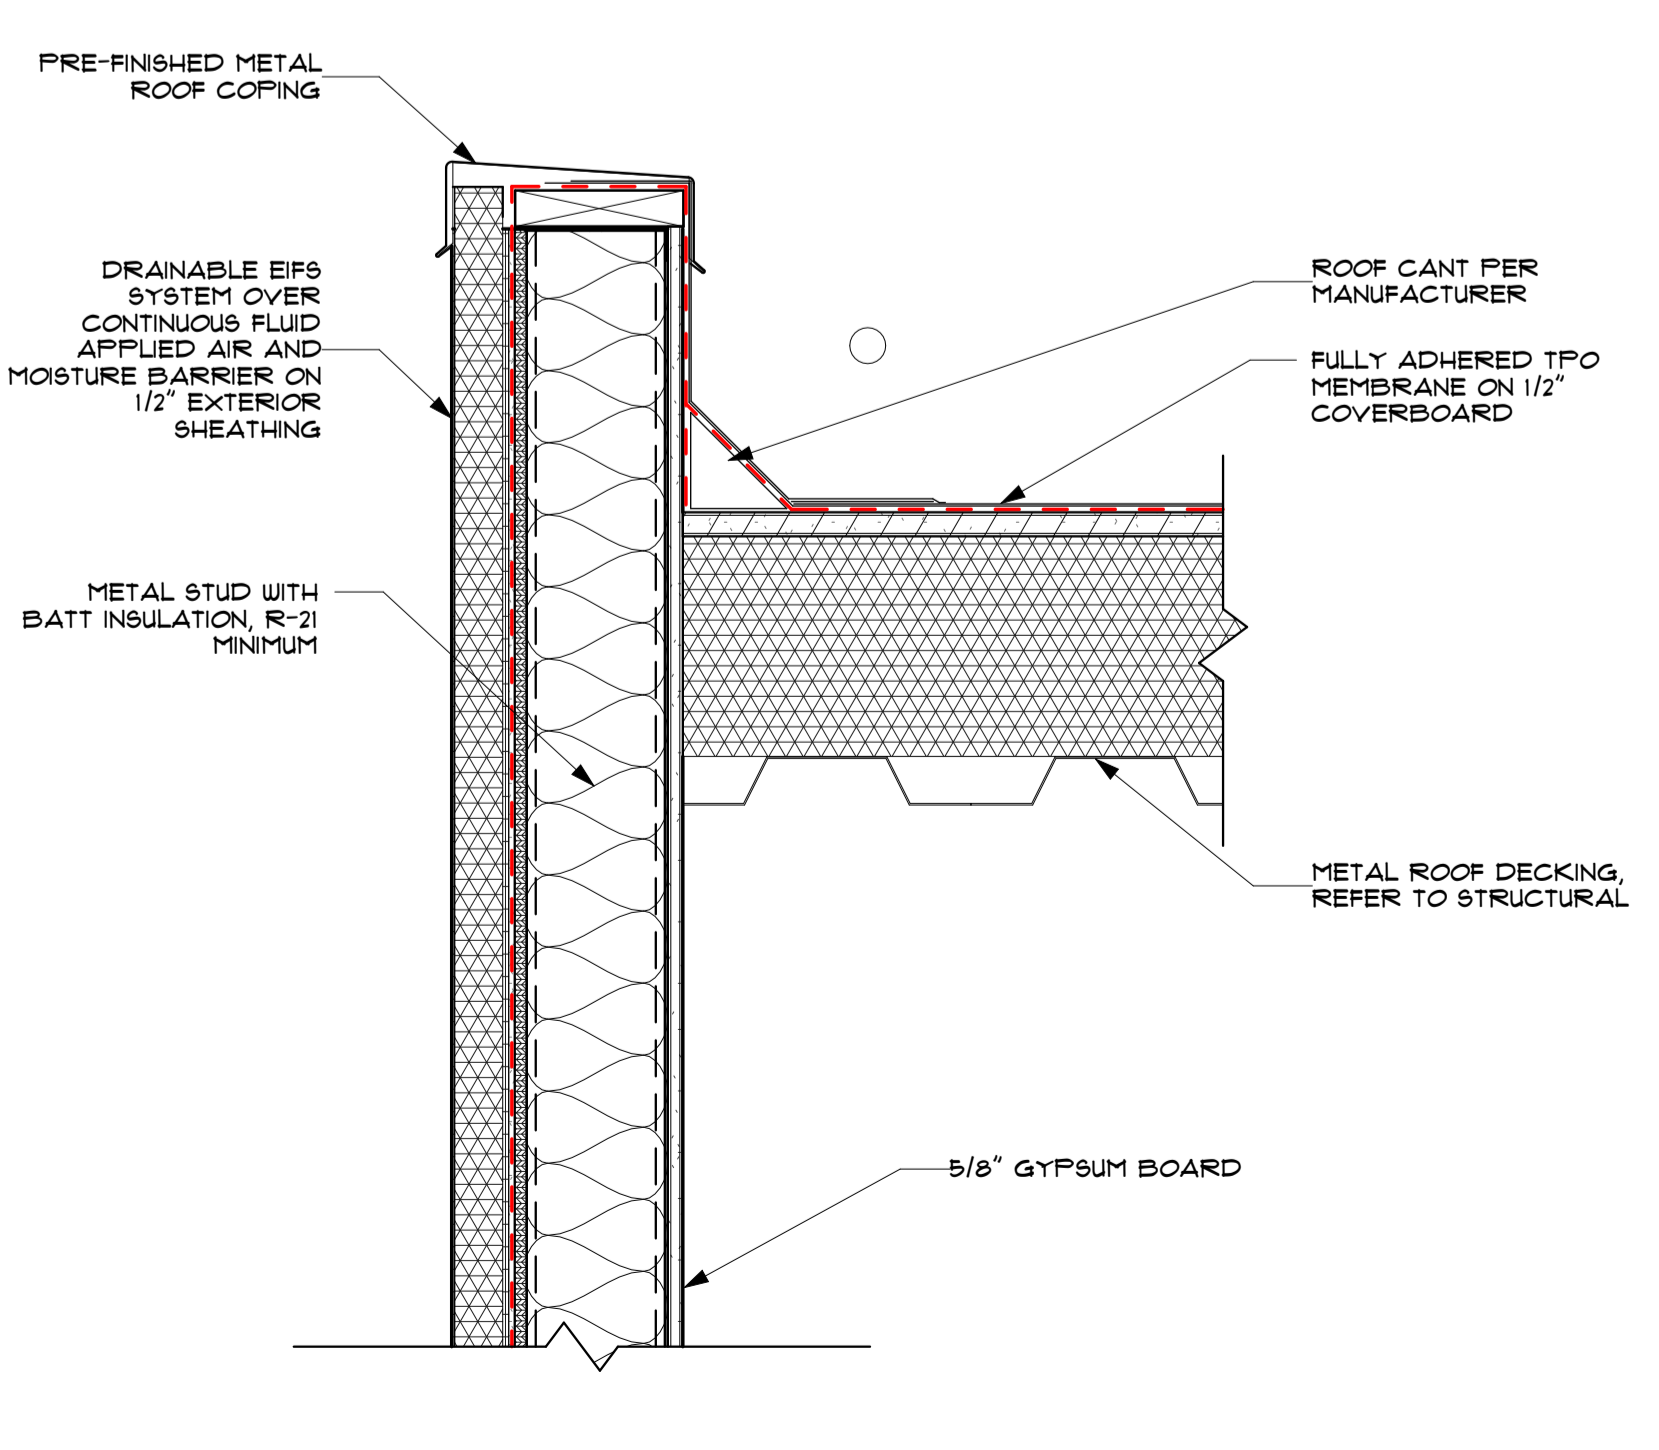 PRE-FINISHED METAL
ROOF COPING
DRAINABLE EIFS
SYSTEM OVER
CONTINUOUS FLUID
APPLIED AIR AND
MOISTURE BARRIER ON
1/2" EXTERIOR
SHEATHING
METAL STUD WITH
BATT INSULATION, R-21
MINIMUM
ROOF CANT PER
MANUFACTURER
FULLY ADHERED TPO
MEMBRANE ON 1/2"
COVERBOARD
METAL ROOF DECKING,
REFER TO STRUCTURAL
5/8" GYPSUM BOARD